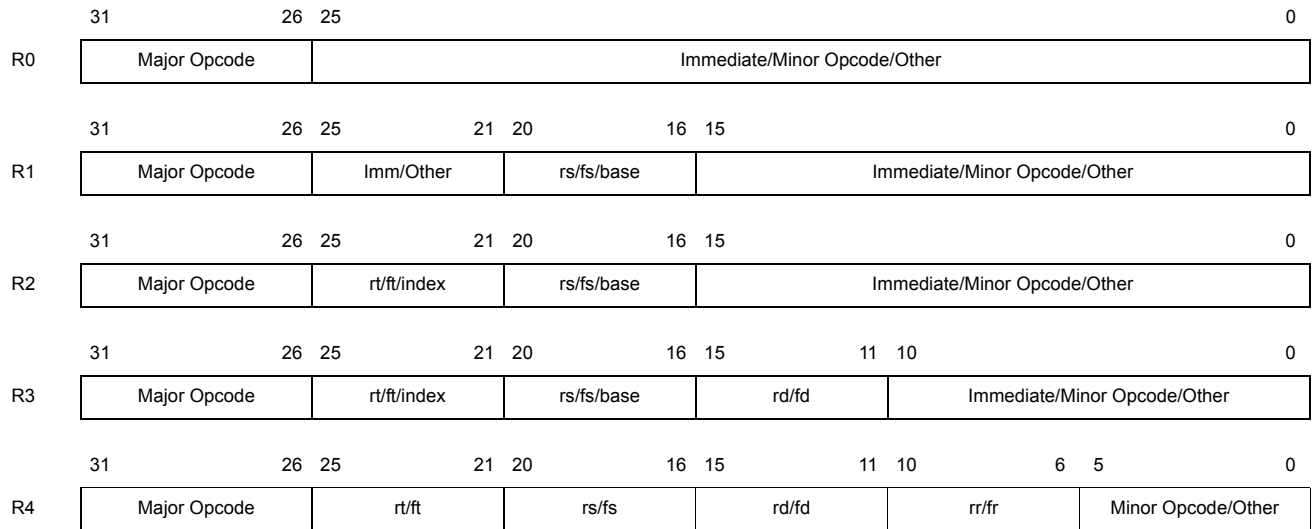 31 26 25 0
R0 Major Opcode Immediate/Minor Opcode/Other
31 26 25 21 20 16 15 0
R1 Major Opcode Imm/Other rs/fs/base Immediate/Minor Opcode/Other
31 26 25 21 20 16 15 0
R2 Major Opcode rt/ft/index rs/fs/base Immediate/Minor Opcode/Other
31 26 25 21 20 16 15 11 10 0
R3 Major Opcode rt/ft/index rs/fs/base rd/fd Immediate/Minor Opcode/Other
31 26 25 21 20 16 15 11 10 6 5 0
R4 Major Opcode rt/ft rs/fs rd/fd rr/fr Minor Opcode/Other